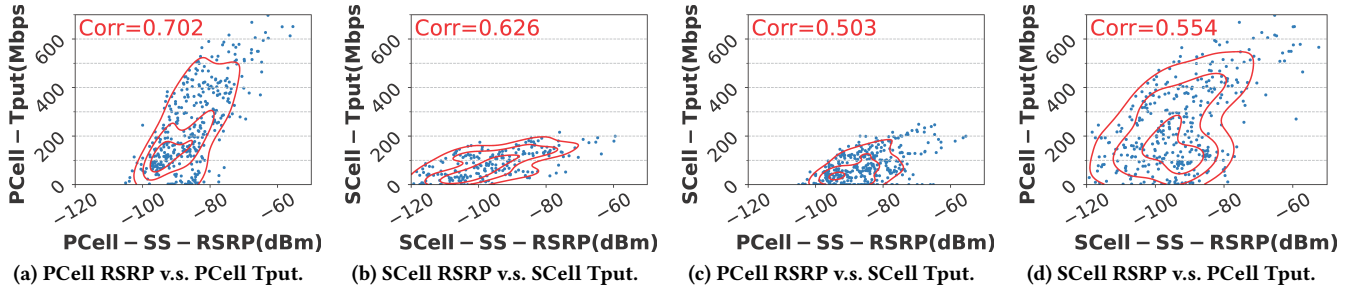 Corr=0.702
PCell − Tput(Mbps
600
400
200
0
−120
−100
−80
−60
PCell − SS − RSRP(dBm)
(a) PCell RSRP v.s. PCell Tput.
Corr=0.626
SCell − Tput(Mbps
600
400
200
0
−120
−100
−80
−60
SCell − SS − RSRP(dBm)
(b) SCell RSRP v.s. SCell Tput.
Corr=0.503
SCell − Tput(Mbps
600
400
200
0
−120
−100
−80
−60
PCell − SS − RSRP(dBm)
(c) PCell RSRP v.s. SCell Tput.
Corr=0.554
PCell − Tput(Mbps
600
400
200
0
−120
−100
−80
−60
SCell − SS − RSRP(dBm)
(d) SCell RSRP v.s. PCell Tput.